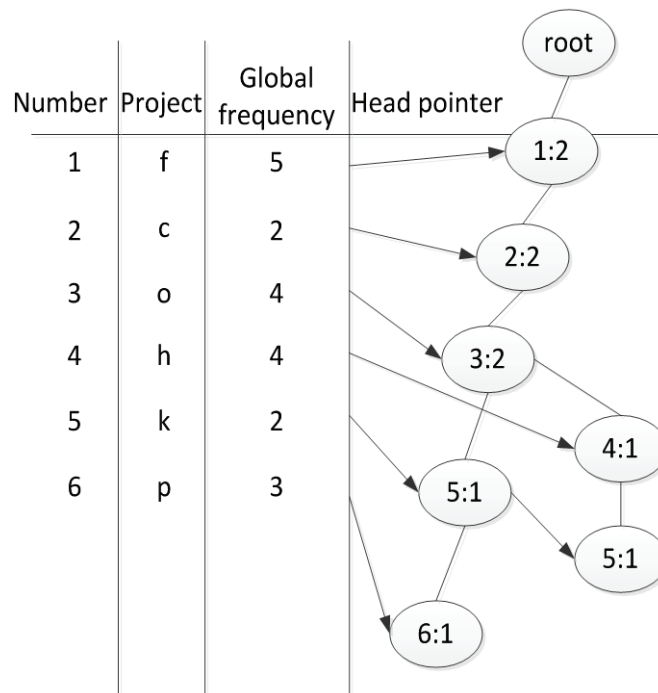 root
Number Project Global frequency Head pointer
1 f 5 1:2
2 c 2 2:2
3 o 4 3:2
4 h 4 4:1
5 k 2 5:1
6 p 3 5:1
6:1